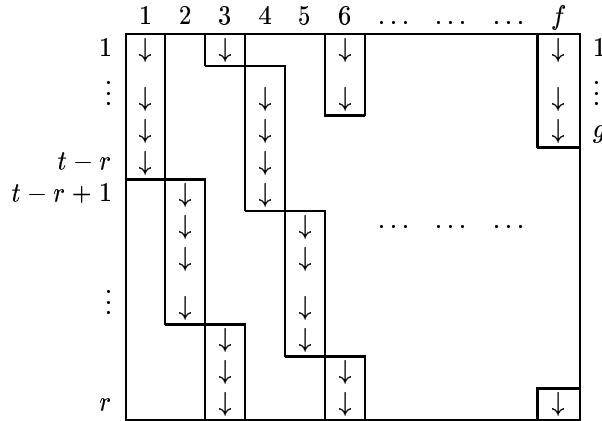 1 2 3 4 5 6 … … … f
1 ↓ ↓ ↓ ↓ 1
⋮ ↓ ↓ ↓ ↓ ⋮
↓ ↓ ↓ g
t − r ↓ ↓
t − r + 1 ↓ ↓
↓ ↓ … … …
↓ ↓
⋮ ↓ ↓
↓ ↓
↓ ↓
r ↓ ↓ ↓